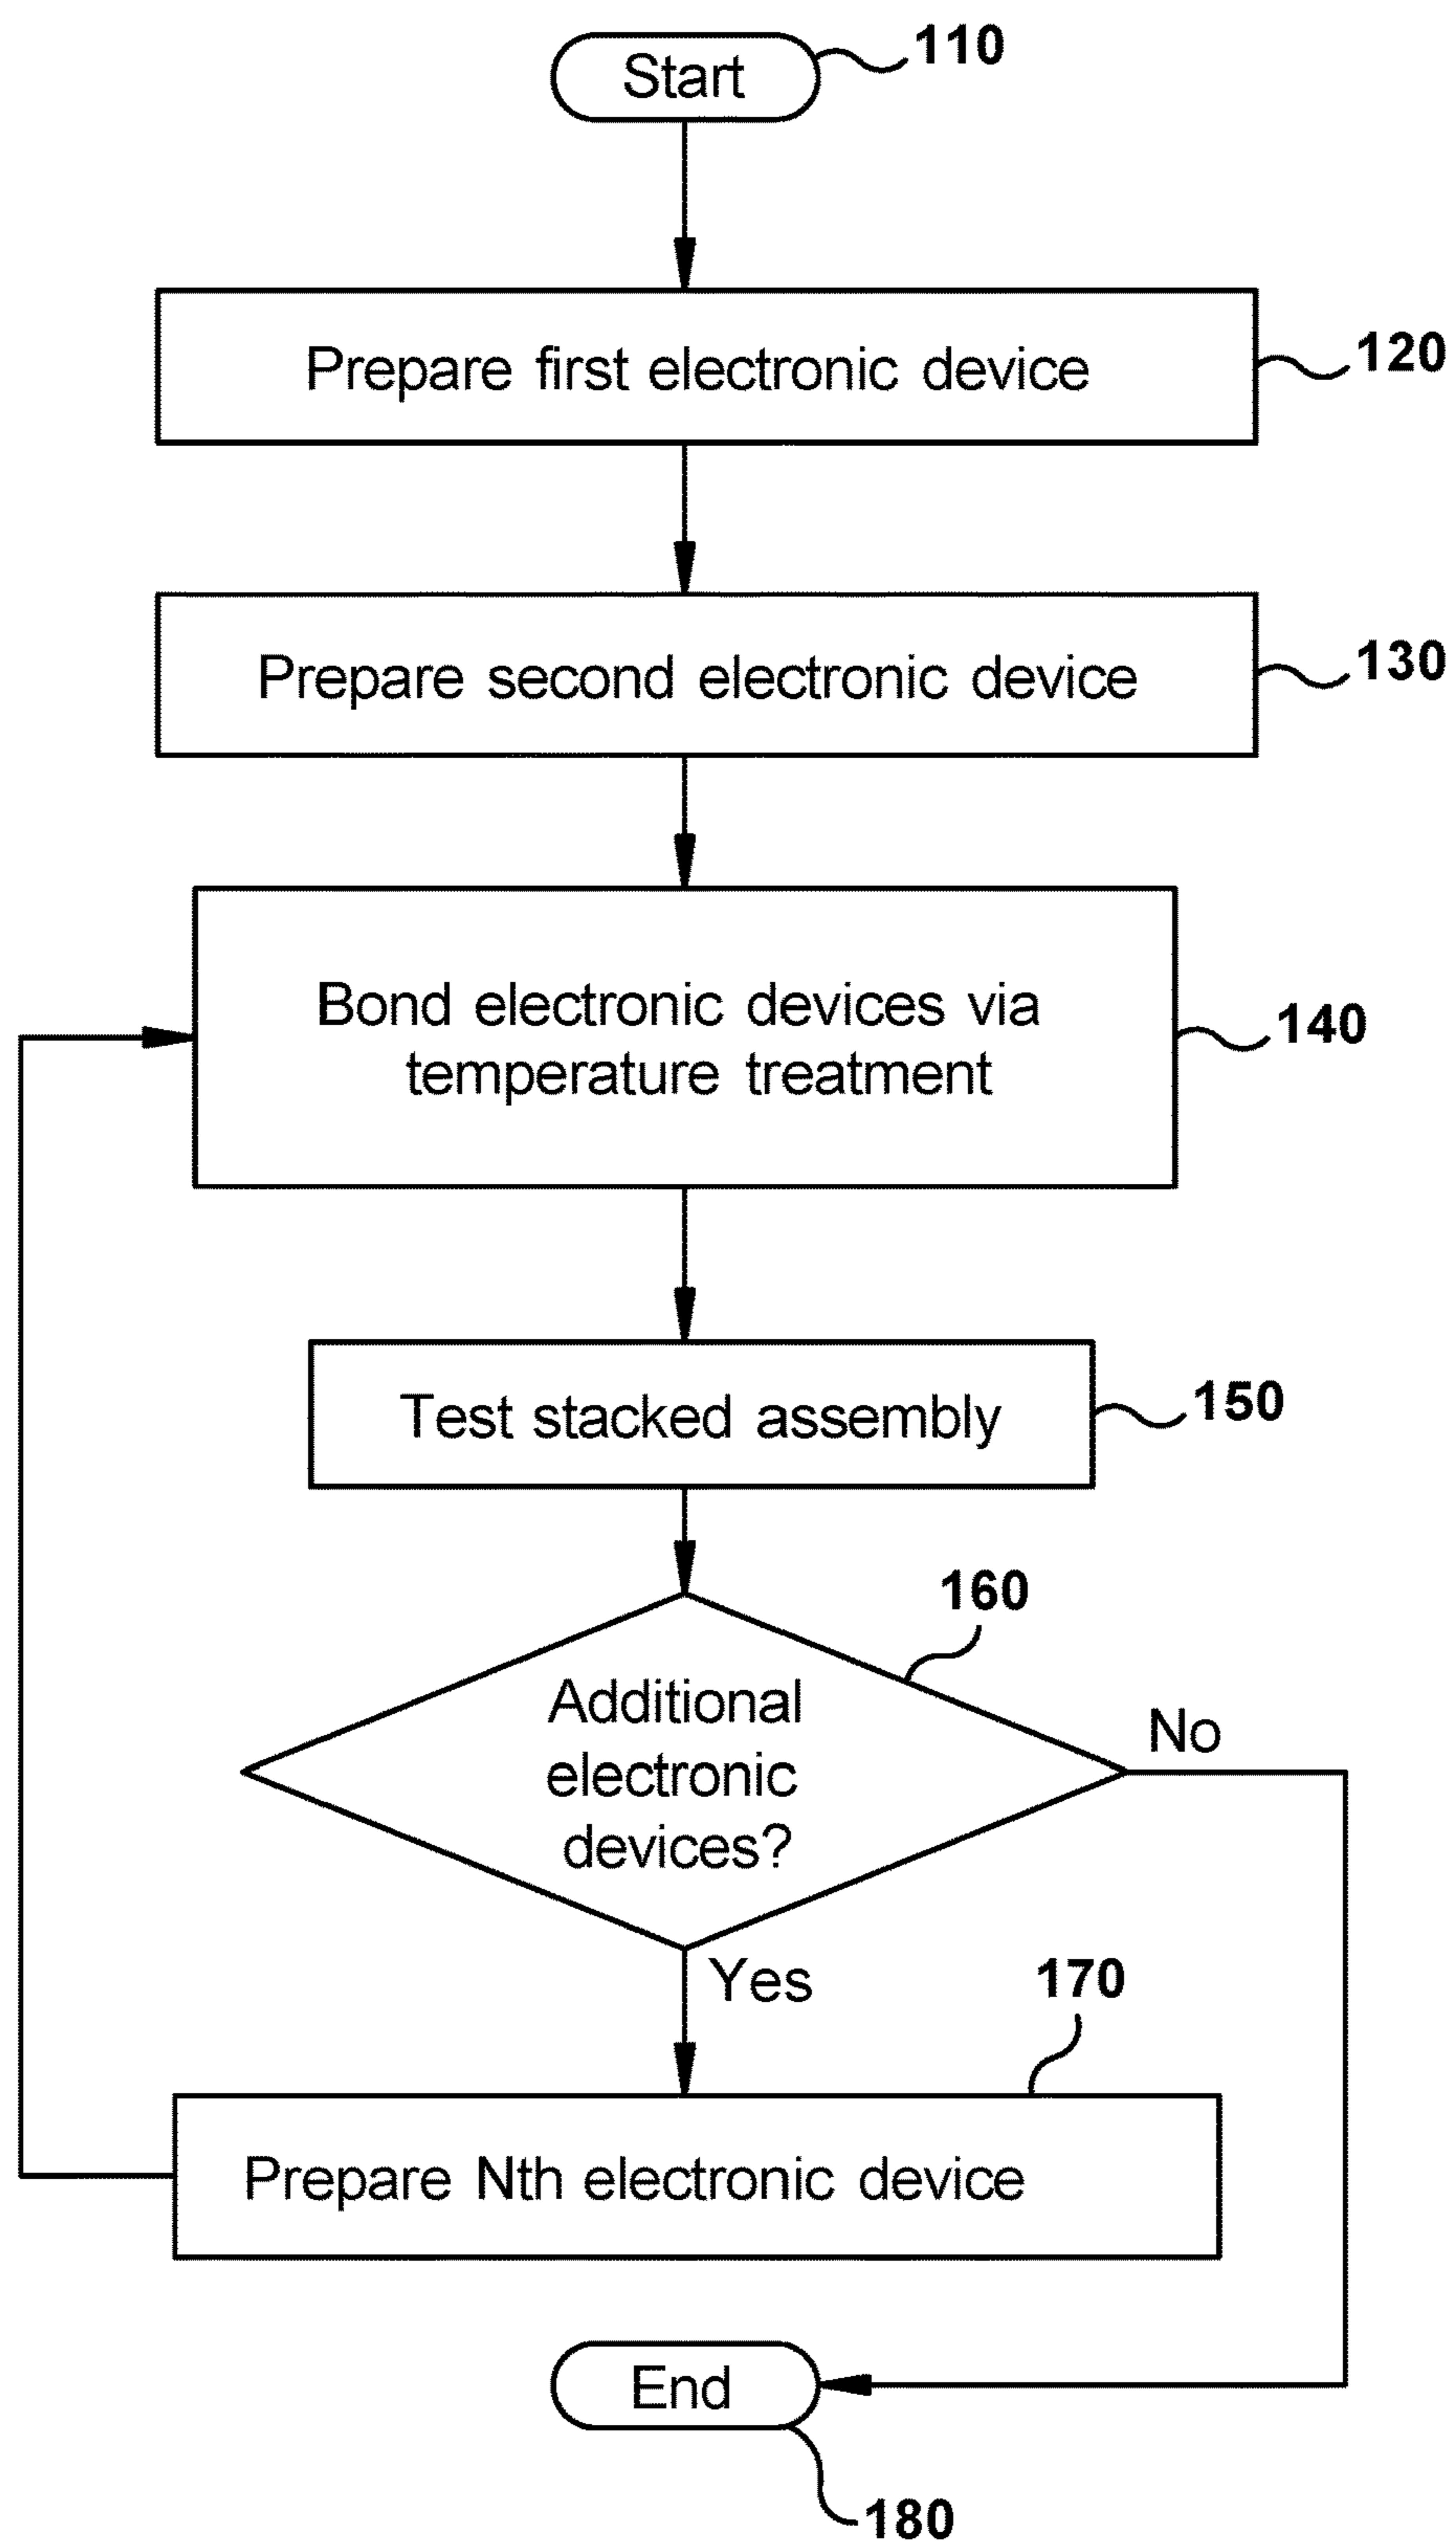 Start
110
Prepare first electronic device
120
Prepare second electronic device
130
Bond electronic devices via
temperature treatment
140
Test stacked assembly
150
160
Additional
electronic
devices?
No
Yes
170
Prepare Nth electronic device
End
180